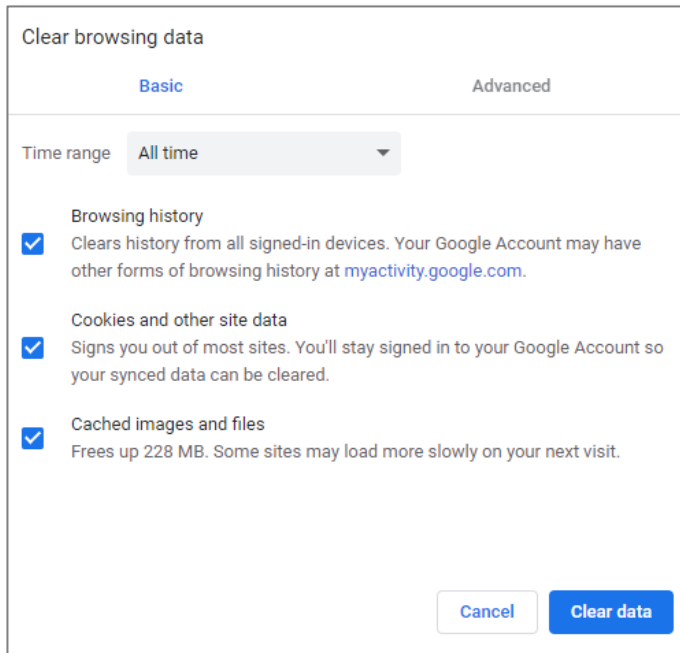 Clear browsing data
Basic
Advanced
Time range
All time
Browsing history
Clears history from all signed-in devices. Your Google Account may have
other forms of browsing history at myactivity.google.com.
Cookies and other site data
Signs you out of most sites. You'll stay signed in to your Google Account so
your synced data can be cleared.
Cached images and files
Frees up 228 MB. Some sites may load more slowly on your next visit.
Cancel
Clear data